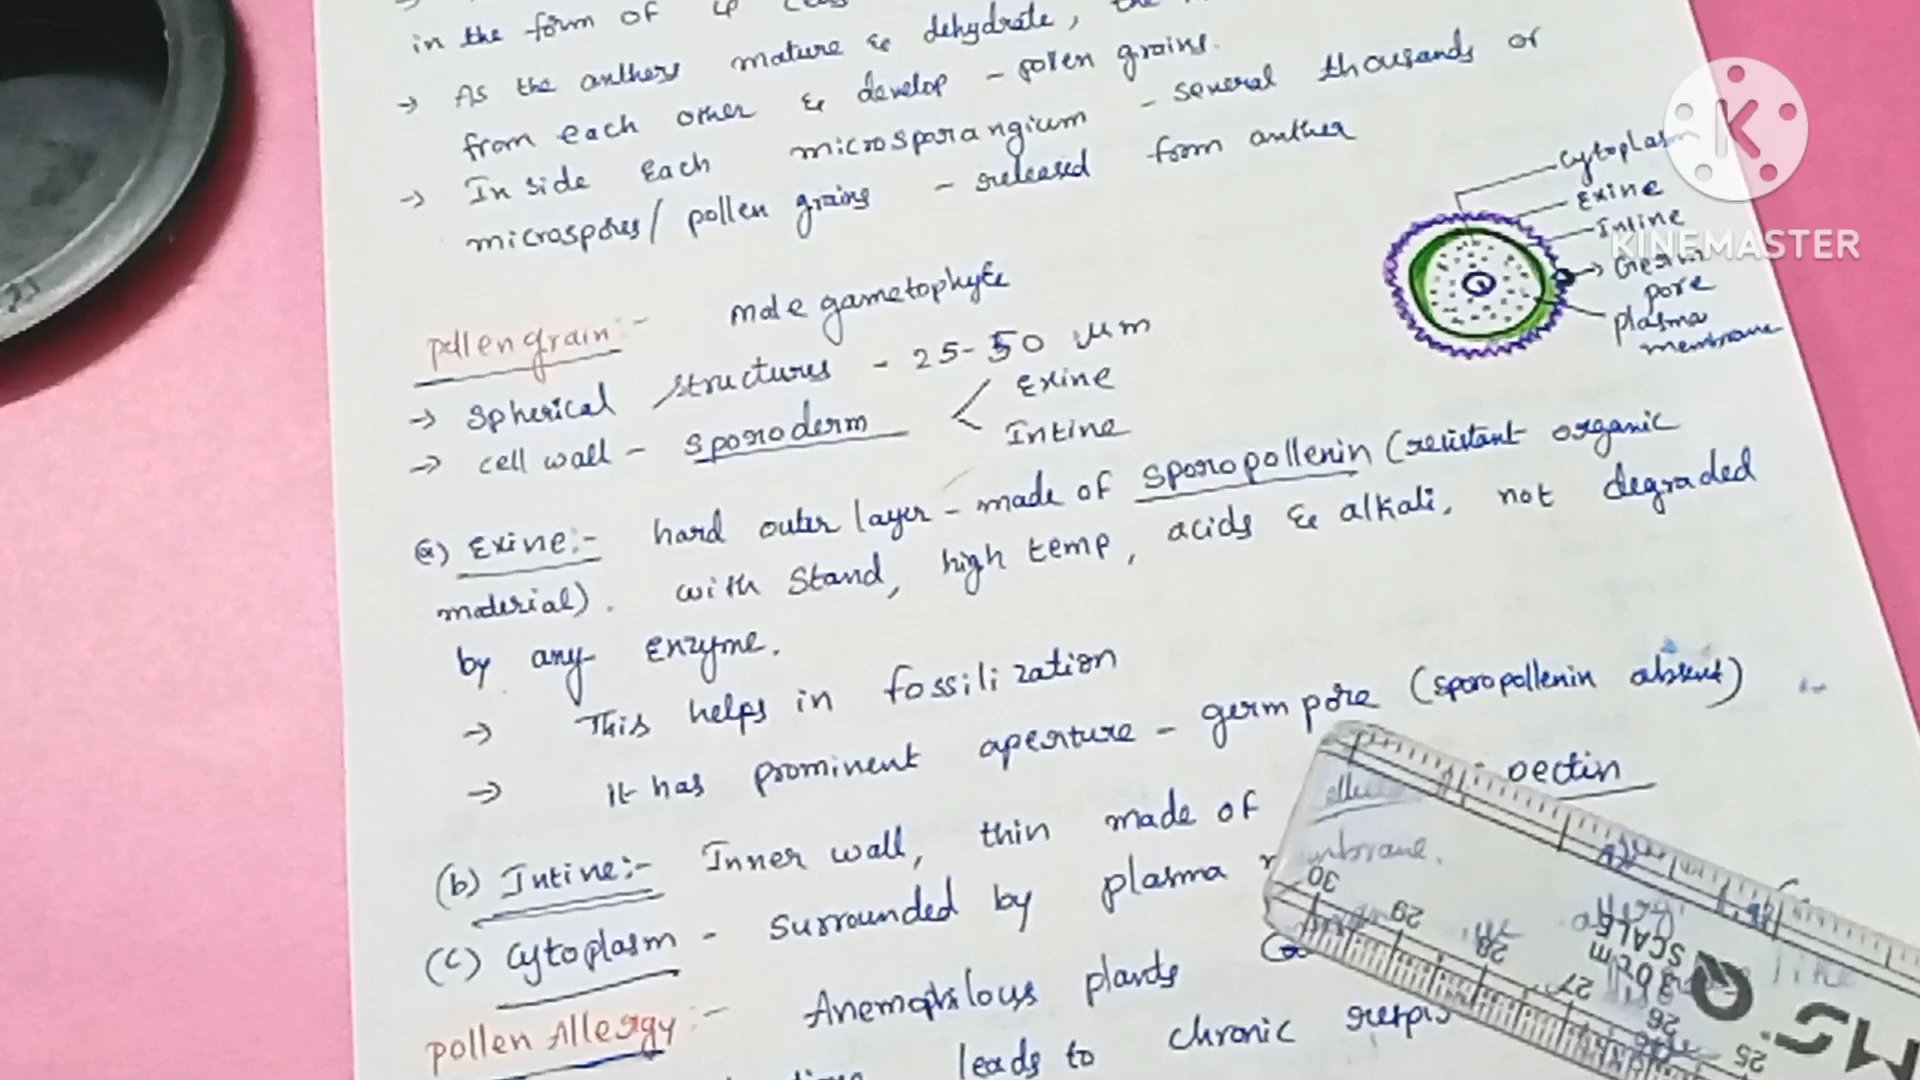 in the form of
→ As the anthers mature & dehydrate, the
from each other & develop - pollen grains.
→ Inside Each microsporangium - several thousands or
microspores/ pollen grains - released from anther
pollengrain:- male gametophyte
→ spherical structures - 25-50 μm
→ cell wall - sporoderm < Exine
Intine
(a) Exine:- hard outer layer - made of sporopollenin (resistant organic
material). with stand, high temp, acids & alkali, not degraded
by any Enzyme.
→ This helps in fossilization
→ it has prominent aperture - germ pore (sporopollenin absent)
(b) Intine:- Inner wall, thin made of pectin
(c) cytoplasm - surrounded by plasma membrane.
pollen Allergy:- Anemophilous plants
leads to chronic
cytoplasm
Exine
Intine
Germ
pore
plasma
membrane
K
KINEMASTER
30 29 28 27 26 25
30cm
SCALE